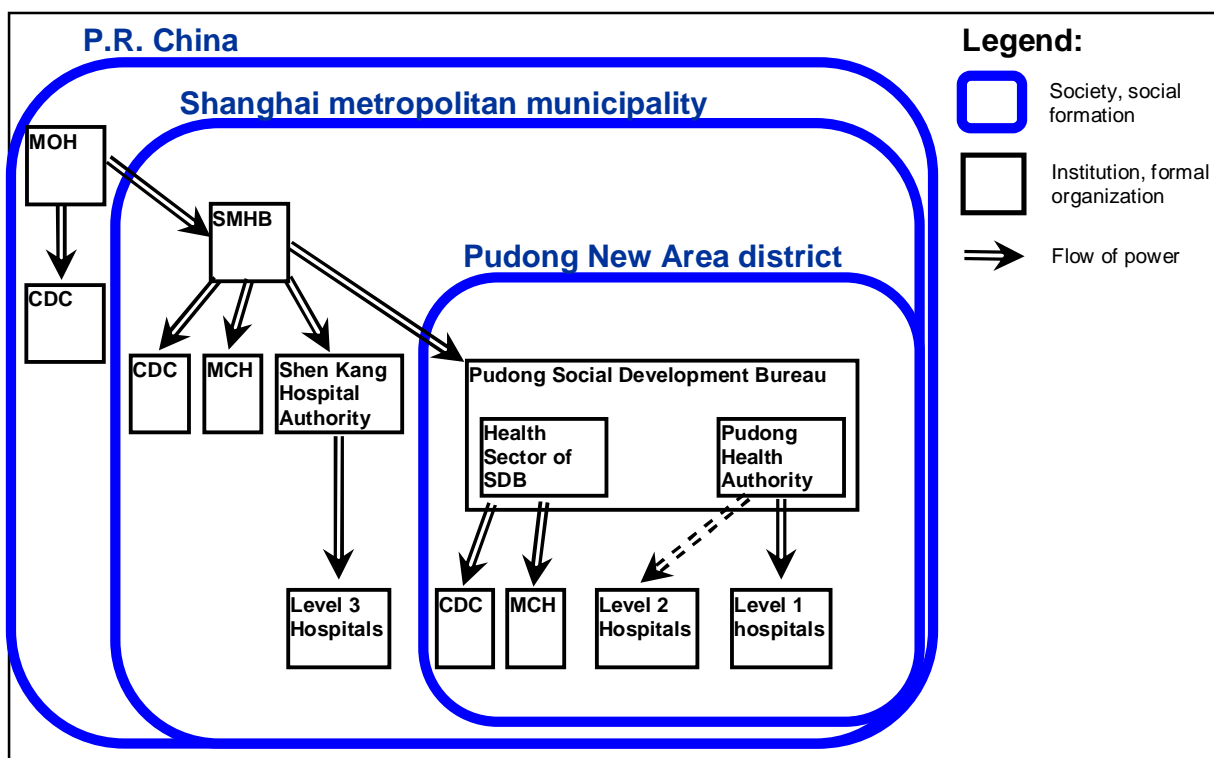 P.R. China
Legend:
Society, social
formation
Shanghai metropolitan municipality
MOH
Institution, formal
organization
SMHB
Pudong New Area district
Flow of power
CDC
CDC
MCH
Shen Kang
Hospital
Authority
Pudong Social Development Bureau
Health
Sector of
SDB
Pudong
Health
Authority
Level 3
Hospitals
CDC
MCH
Level 2
Hospitals
Level 1
hospitals